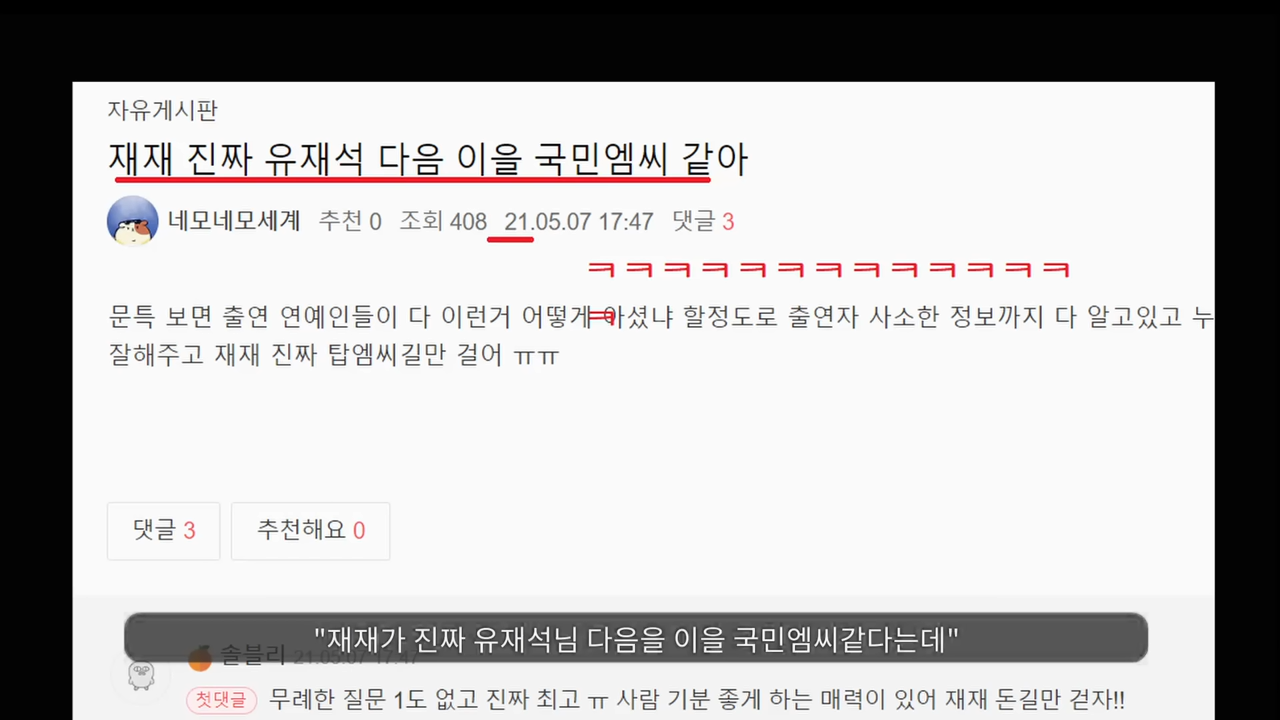 자유게시판
재재 진짜 유재석 다음 이을 국민엠씨 같아
네모네모세계 추천 0 조회 408 21.05.07 17:47 댓글 3
ㅋㅋㅋㅋㅋㅋㅋㅋㅋㅋㅋㅋㅋ
ㅋ
문특 보면 출연 연예인들이 다 이런거 어떻게 아셨냐 할정도로 출연자 사소한 정보까지 다 알고있고 누
잘해주고 재재 진짜 탑엠씨길만 걸어 ㅠㅠ
댓글 3 추천해요 0
"재재가 진짜 유재석님 다음을 이을 국민엠씨같다는데"
솔블리 21.05.07 17:47
첫댓글 무례한 질문 1도 없고 진짜 최고 ㅠ 사람 기분 좋게 하는 매력이 있어 재재 돈길만 걷자!!